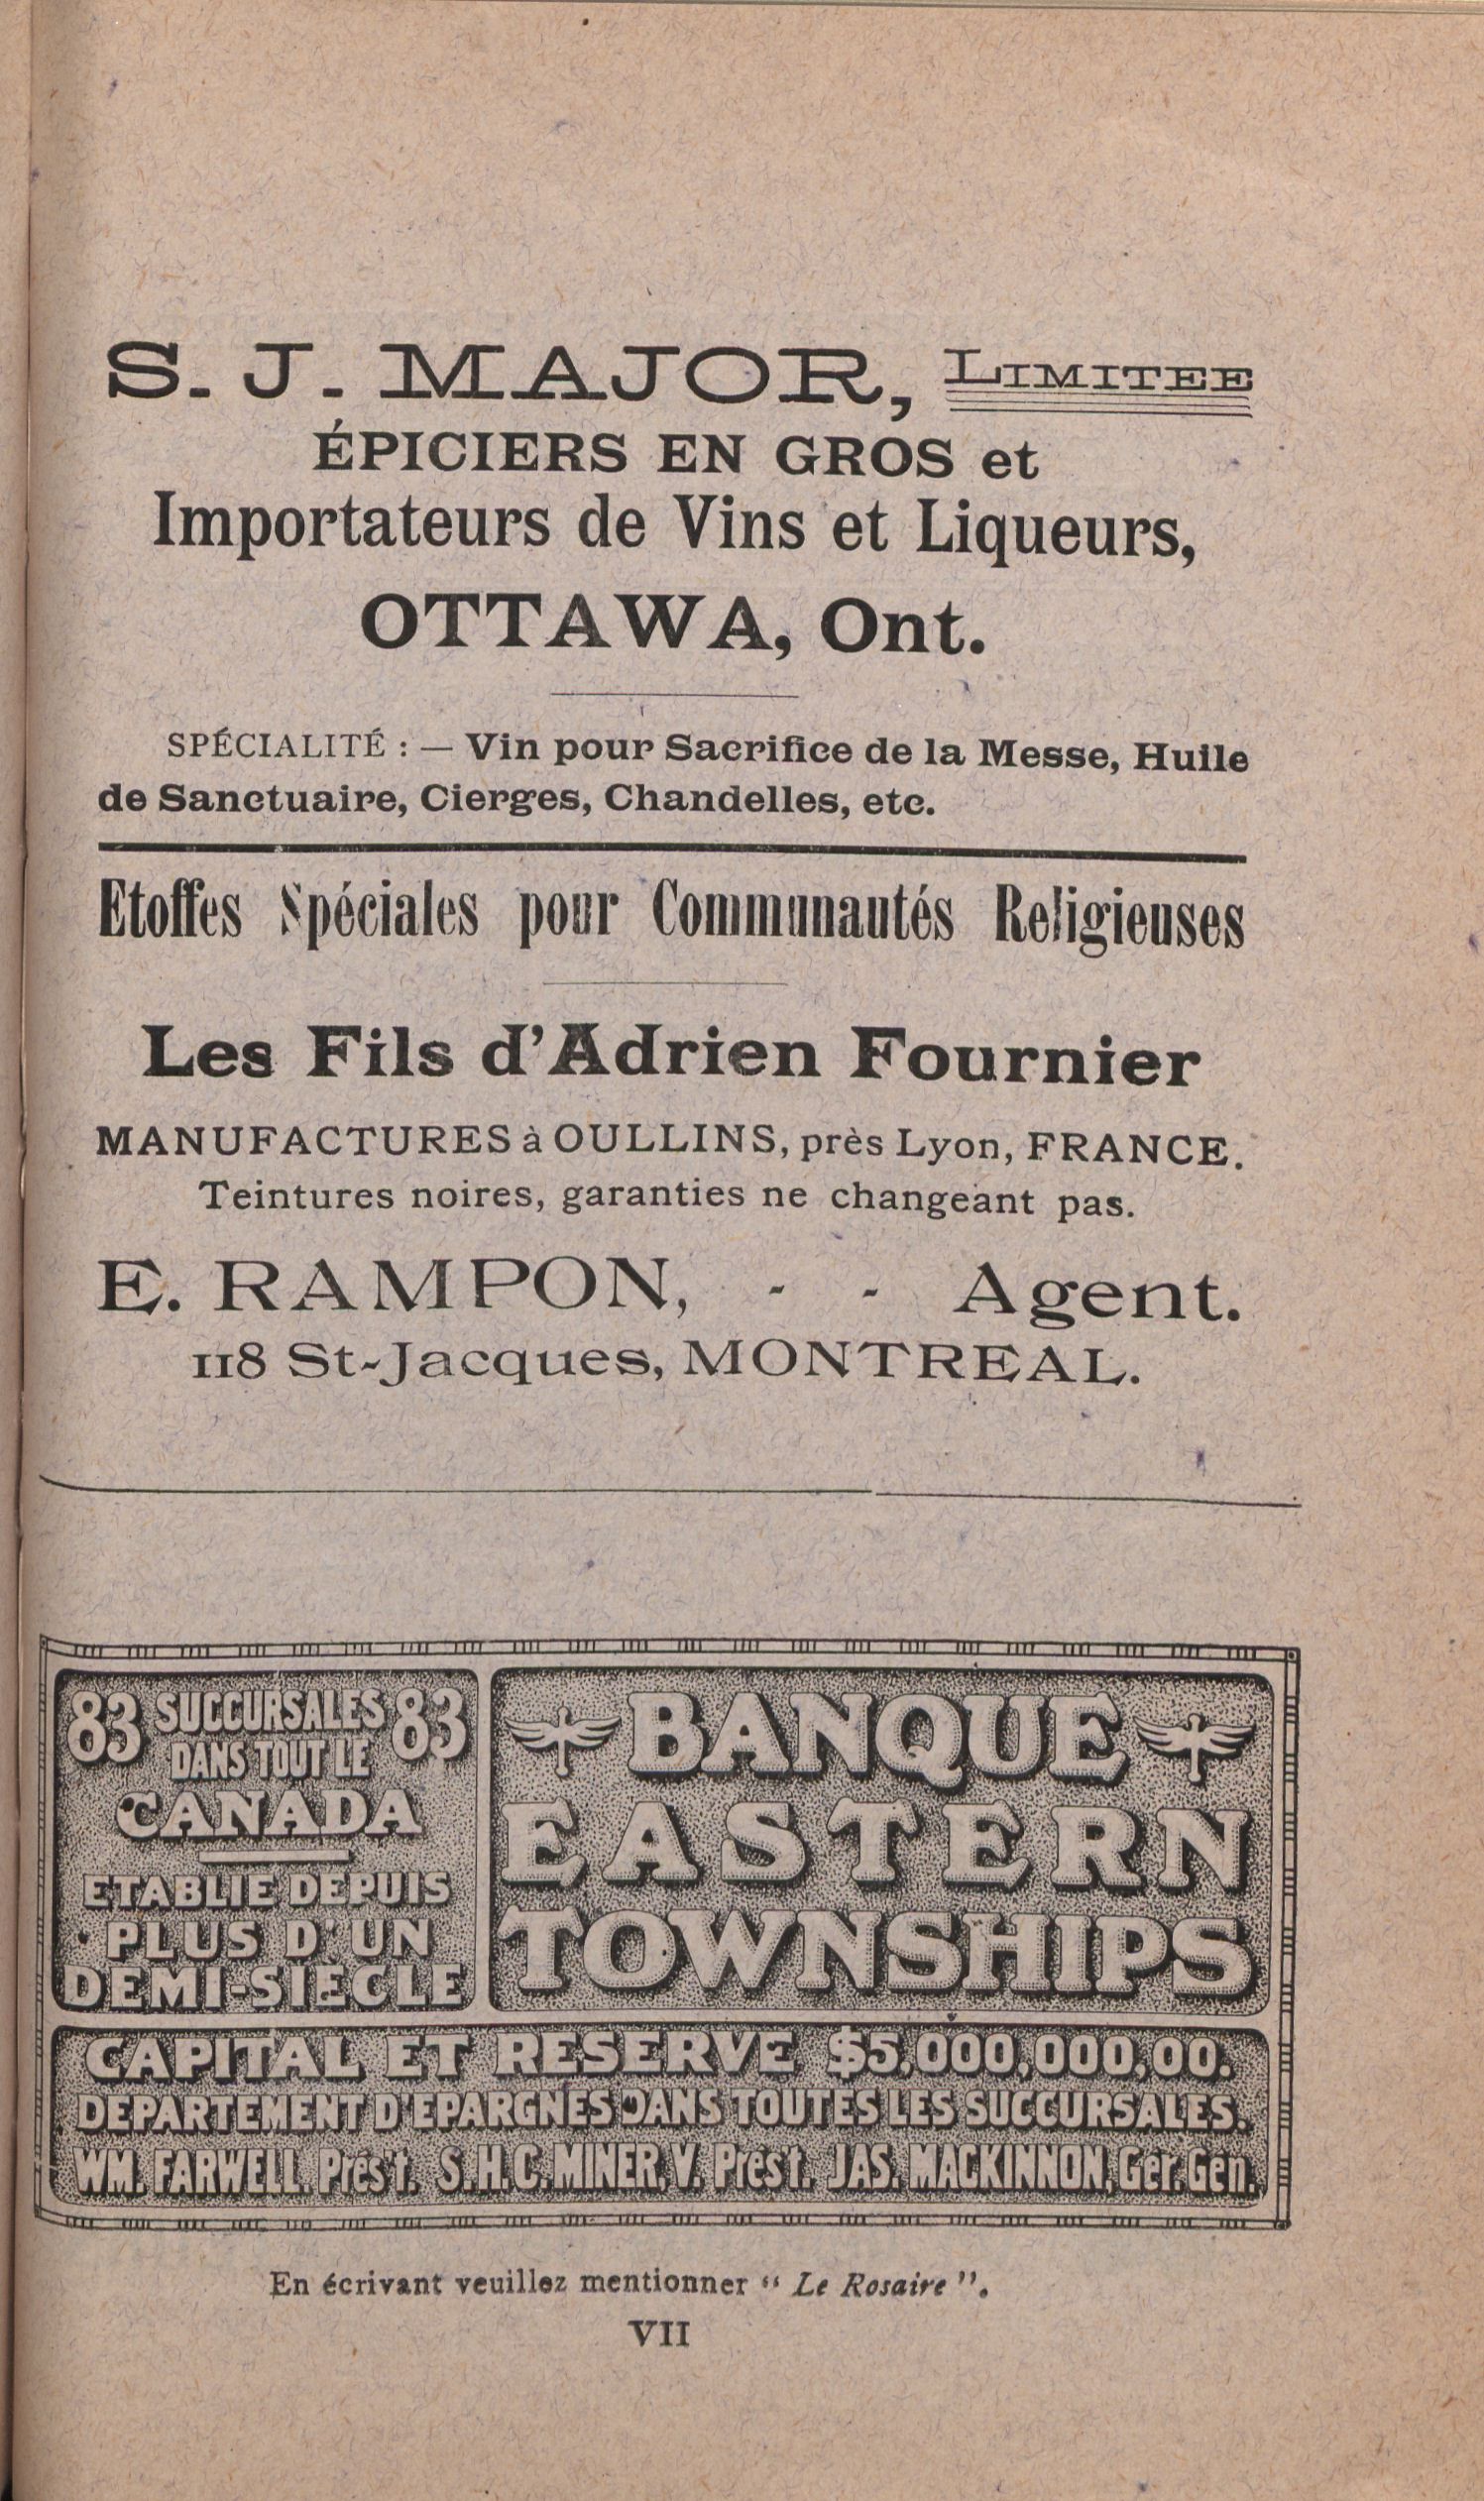 S. J. MAJOR, LIMITEE
ÉPICIERS EN GROS et
Importateurs de Vins et Liqueurs,
OTTAWA, Ont.
SPÉCIALITÉ : — Vin pour Sacrifice de la Messe, Huile
de Sanctuaire, Cierges, Chandelles, etc.
Etoffes Spéciales pour Communautés Religieuses
Les Fils d'Adrien Fournier
MANUFACTURES à OULLINS, près Lyon, FRANCE.
Teintures noires, garanties ne changeant pas.
E. RAMPON, - - Agent.
118 St-Jacques, MONTREAL.
83 SUCCURSALES 83
DANS TOUT LE
CANADA
ETABLIE DEPUIS
PLUS D'UN
DEMI-SIÈCLE
BANQUE
EASTERN
TOWNSHIPS
CAPITAL ET RESERVE $5,000,000,00.
DEPARTEMENT D'EPARGNES DANS TOUTES LES SUCCURSALES.
WM. FARWELL. Prés't. S.H.C. MINER, V. Prés't. JAS. MACKINNON, Gér. Gén.
En écrivant veuillez mentionner “ Le Rosaire ”.
VII